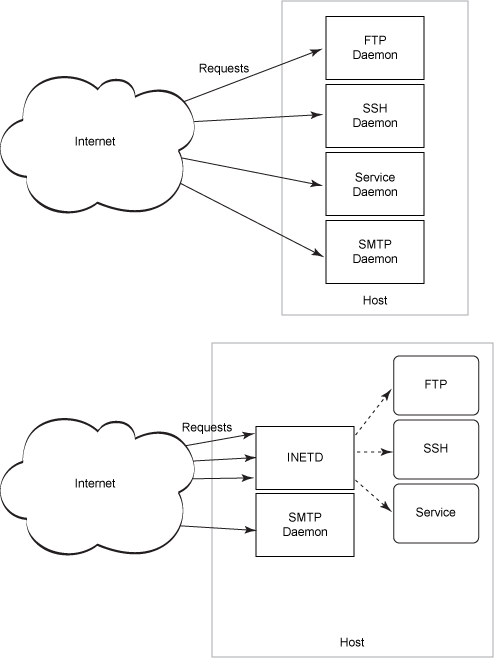 FTP
Daemon
Requests
SSH
Daemon
Internet
Service
Daemon
SMTP
Daemon
Host
FTP
Requests
SSH
INETD
Internet
Service
SMTP
Daemon
Host